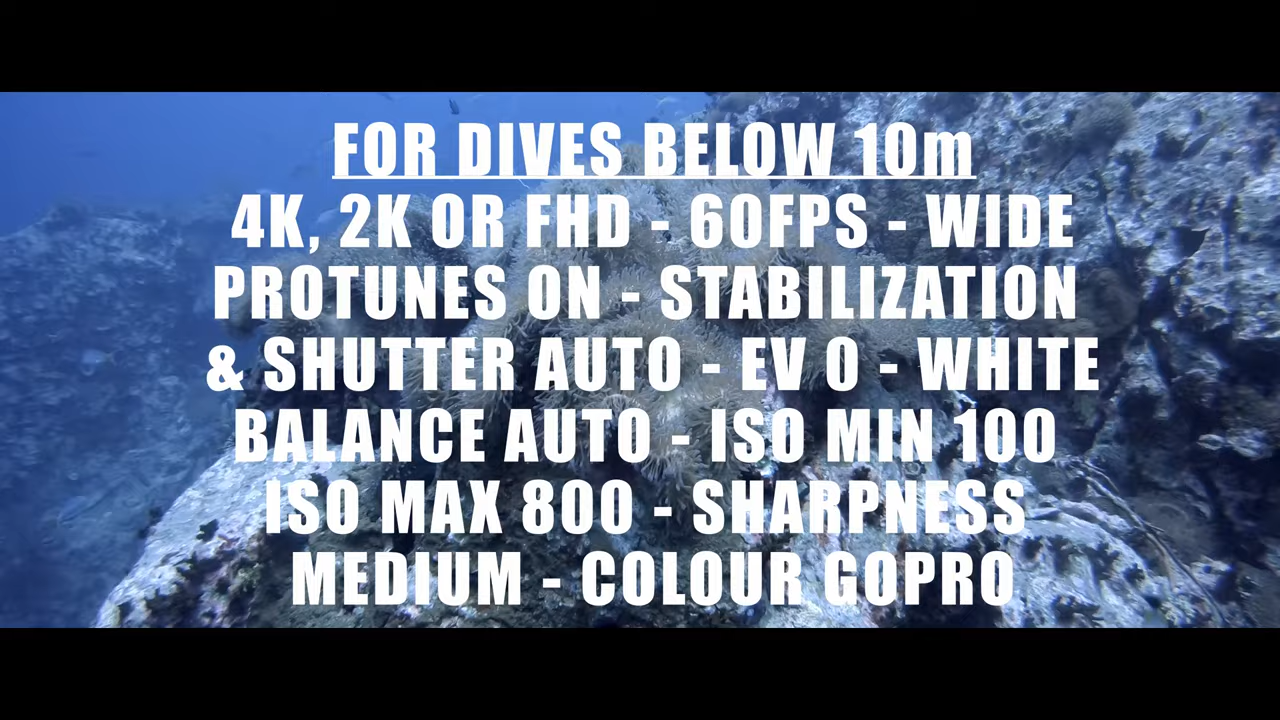 FOR DIVES BELOW 10m
4K, 2K OR FHD - 60FPS - WIDE
PROTUNES ON - STABILIZATION
& SHUTTER AUTO - EV 0 - WHITE
BALANCE AUTO - ISO MIN 100
ISO MAX 800 - SHARPNESS
MEDIUM - COLOUR GOPRO